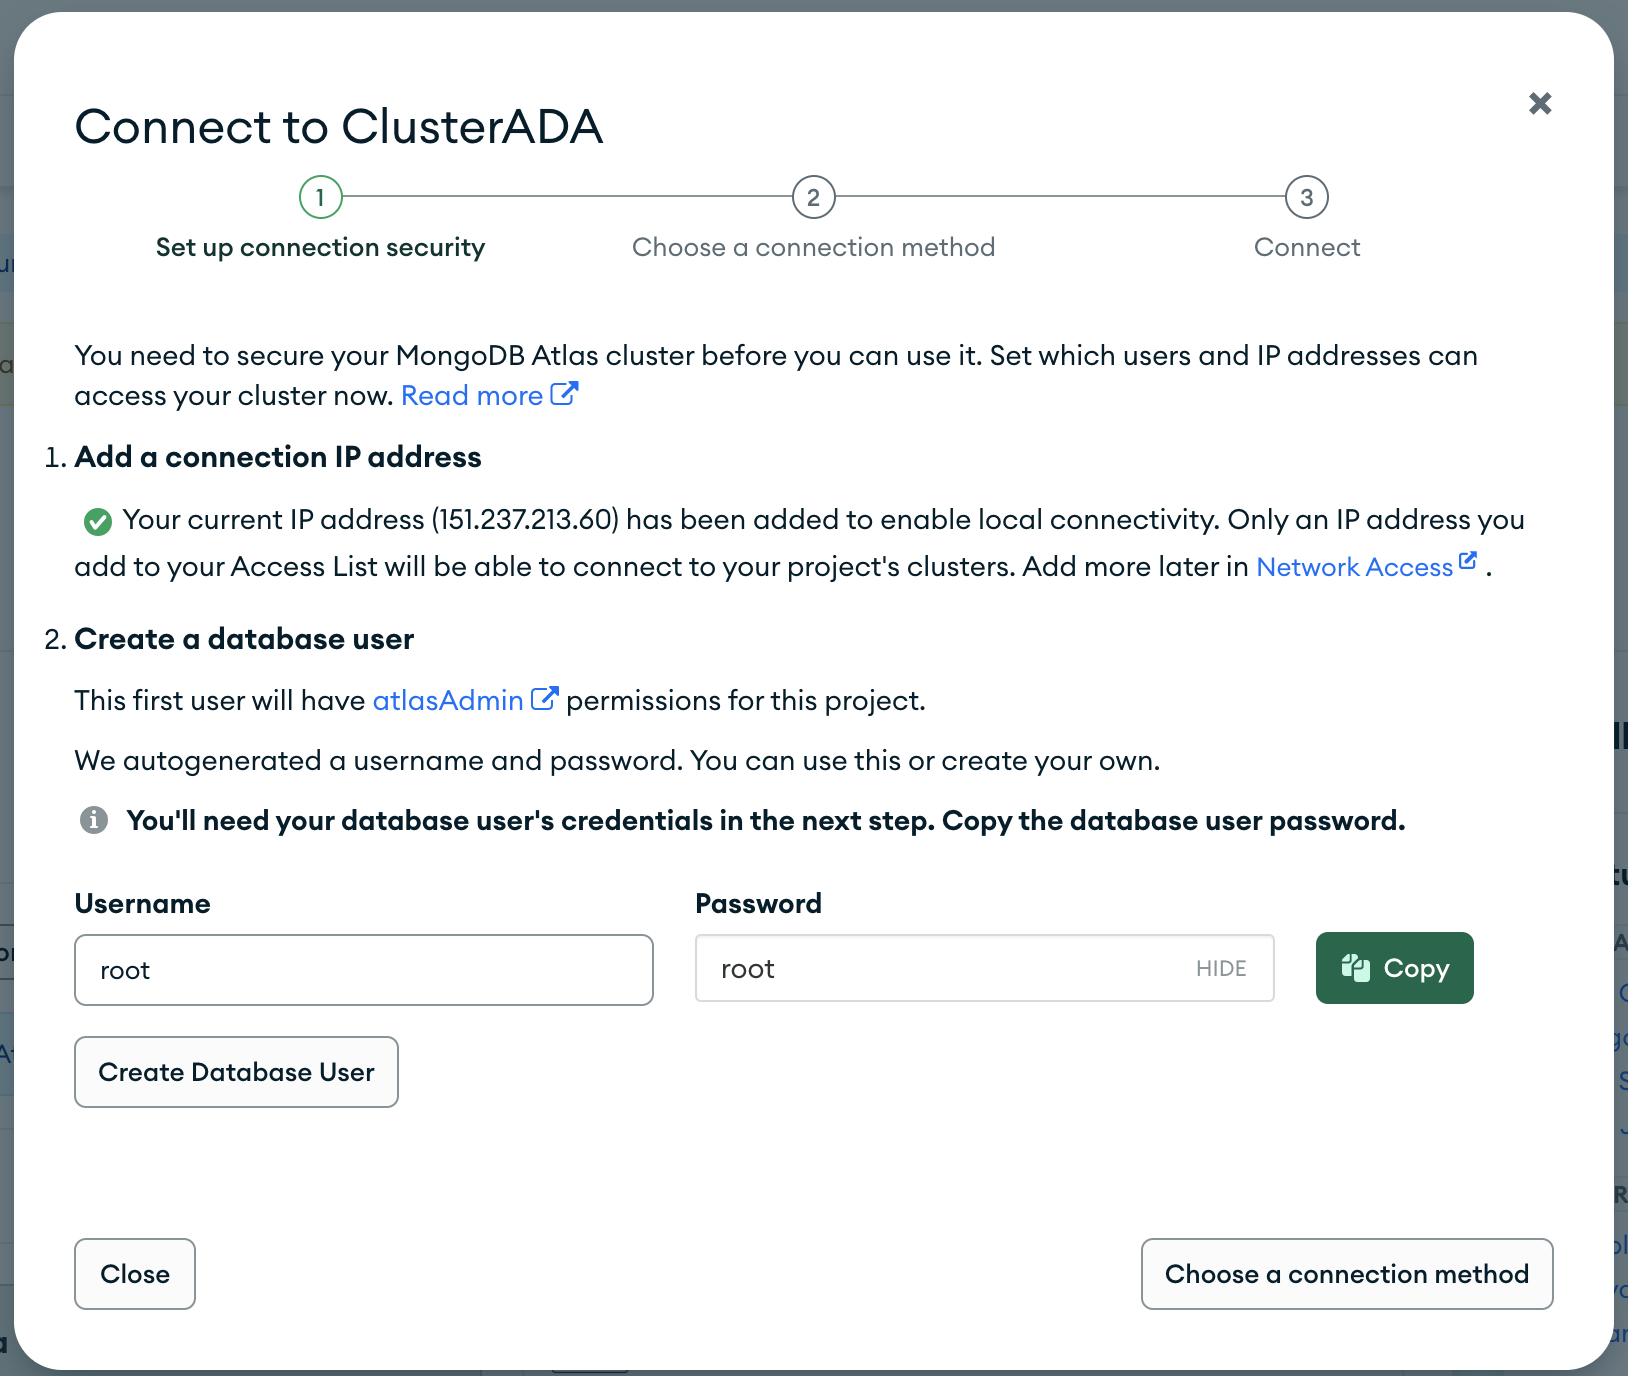 Connect to ClusterADA
1
2
3
Set up connection security
Choose a connection method
Connect
You need to secure your MongoDB Atlas cluster before you can use it. Set which users and IP addresses can
access your cluster now. Read more
1. Add a connection IP address
Your current IP address (151.237.213.60) has been added to enable local connectivity. Only an IP address you
add to your Access List will be able to connect to your project's clusters. Add more later in Network Access .
2. Create a database user
This first user will have atlasAdmin permissions for this project.
We autogenerated a username and password. You can use this or create your own.
You'll need your database user's credentials in the next step. Copy the database user password.
Username
Password
root
root
HIDE
Copy
Create Database User
Close
Choose a connection method